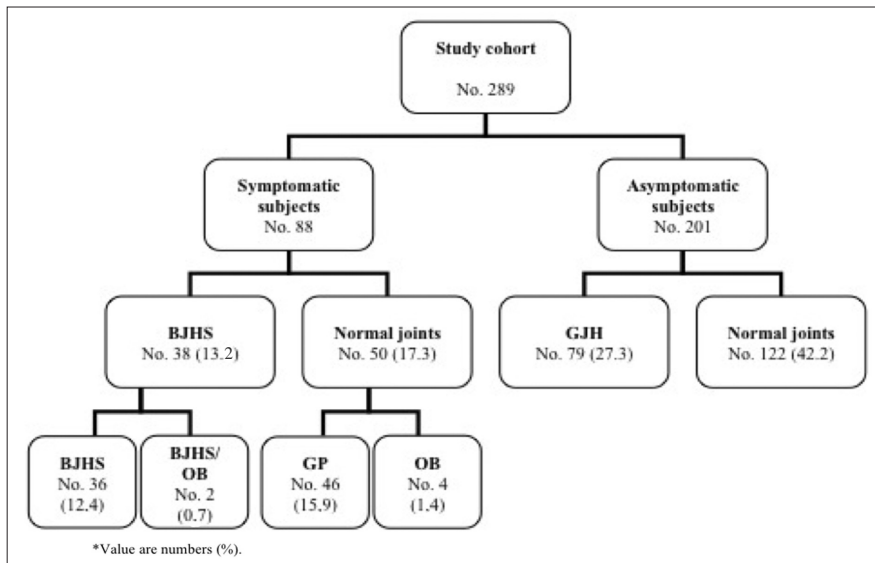 Study cohort
No. 289
Symptomatic
subjects
No. 88
Asymptomatic
subjects
No. 201
BJHS
No. 38 (13.2)
Normal joints
No. 50 (17.3)
GJH
No. 79 (27.3)
Normal joints
No. 122 (42.2)
BJHS
No. 36
(12.4)
BJHS/
OB
No. 2
(0.7)
GP
No. 46
(15.9)
OB
No. 4
(1.4)
*Value are numbers (%).